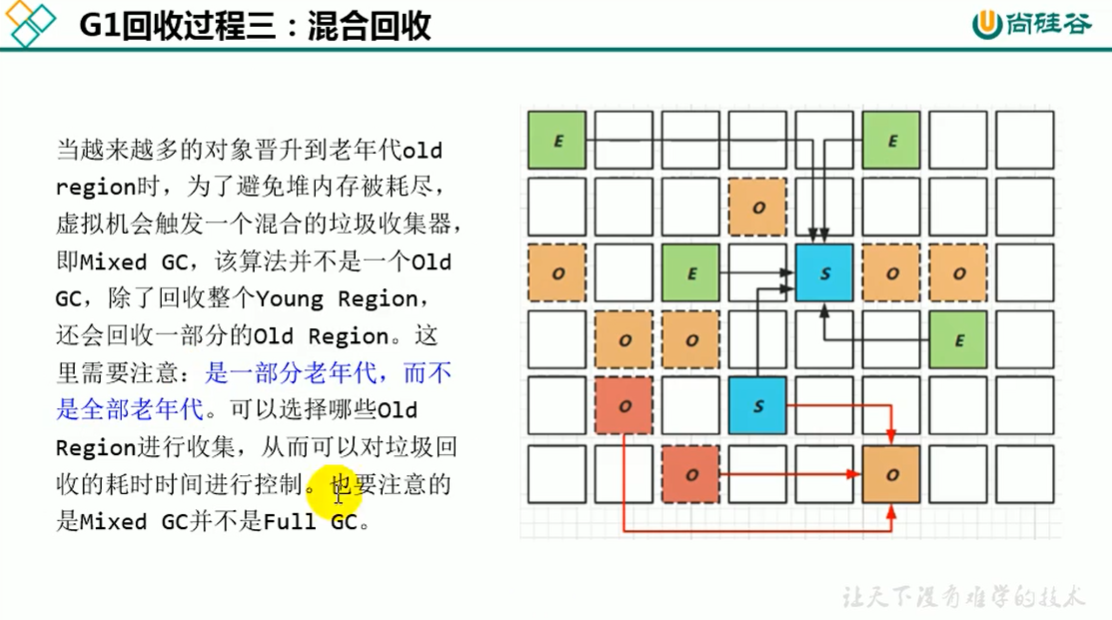 G1回收过程三：混合回收
尚硅谷
当越来越多的对象晋升到老年代old
region时，为了避免堆内存被耗尽，
虚拟机会触发一个混合的垃圾收集器，
即Mixed GC，该算法并不是一个Old
GC，除了回收整个Young Region，
还会回收一部分的Old Region。这
里需要注意：是一部分老年代，而不
是全部老年代。可以选择哪些Old
Region进行收集，从而可以对垃圾回
收的耗时时间进行控制。也要注意的
是Mixed GC并不是Full GC。
E E
O
O E S O O
O O E
O S
O O
让天下没有难学的技术